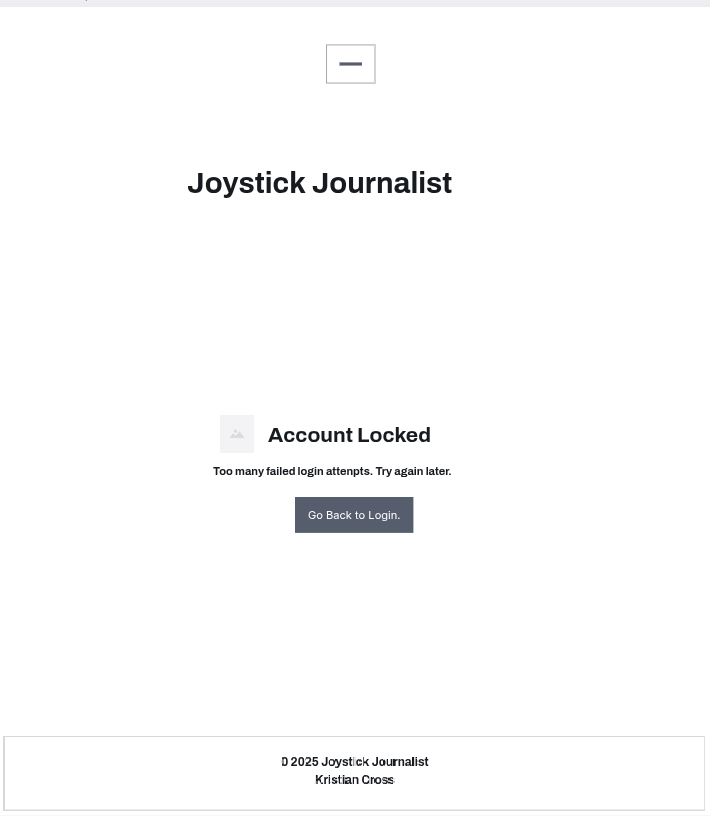 Joystick Journalist
Account Locked
Too many failed login attenpts. Try again later.
Go Back to Login.
2025 Joystick Journalist
Kristian Cross